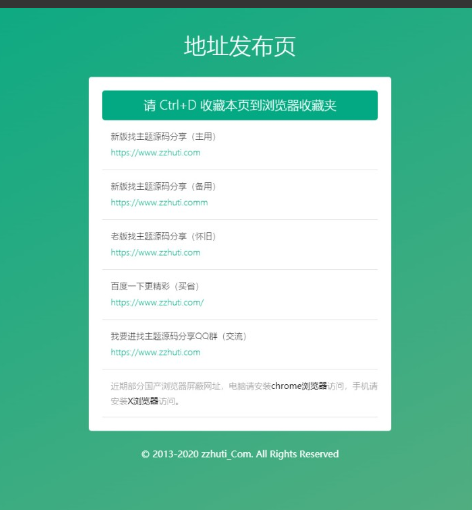 地址发布页
请 Ctrl+D 收藏本页到浏览器收藏夹
新版找主题源码分享（主用）
https://www.zzhuti.com
新版找主题源码分享（备用）
https://www.zzhuti.comm
老版找主题源码分享（怀旧）
https://www.zzhuti.com
百度一下更精彩（买省）
https://www.zzhuti.com/
我要进找主题源码分享QQ群（交流）
https://www.zzhuti.com
近期部分国产浏览器屏蔽网址，电脑请安装chrome浏览器访问，手机请
安装X浏览器访问。
© 2013-2020 zzhuti_Com. All Rights Reserved